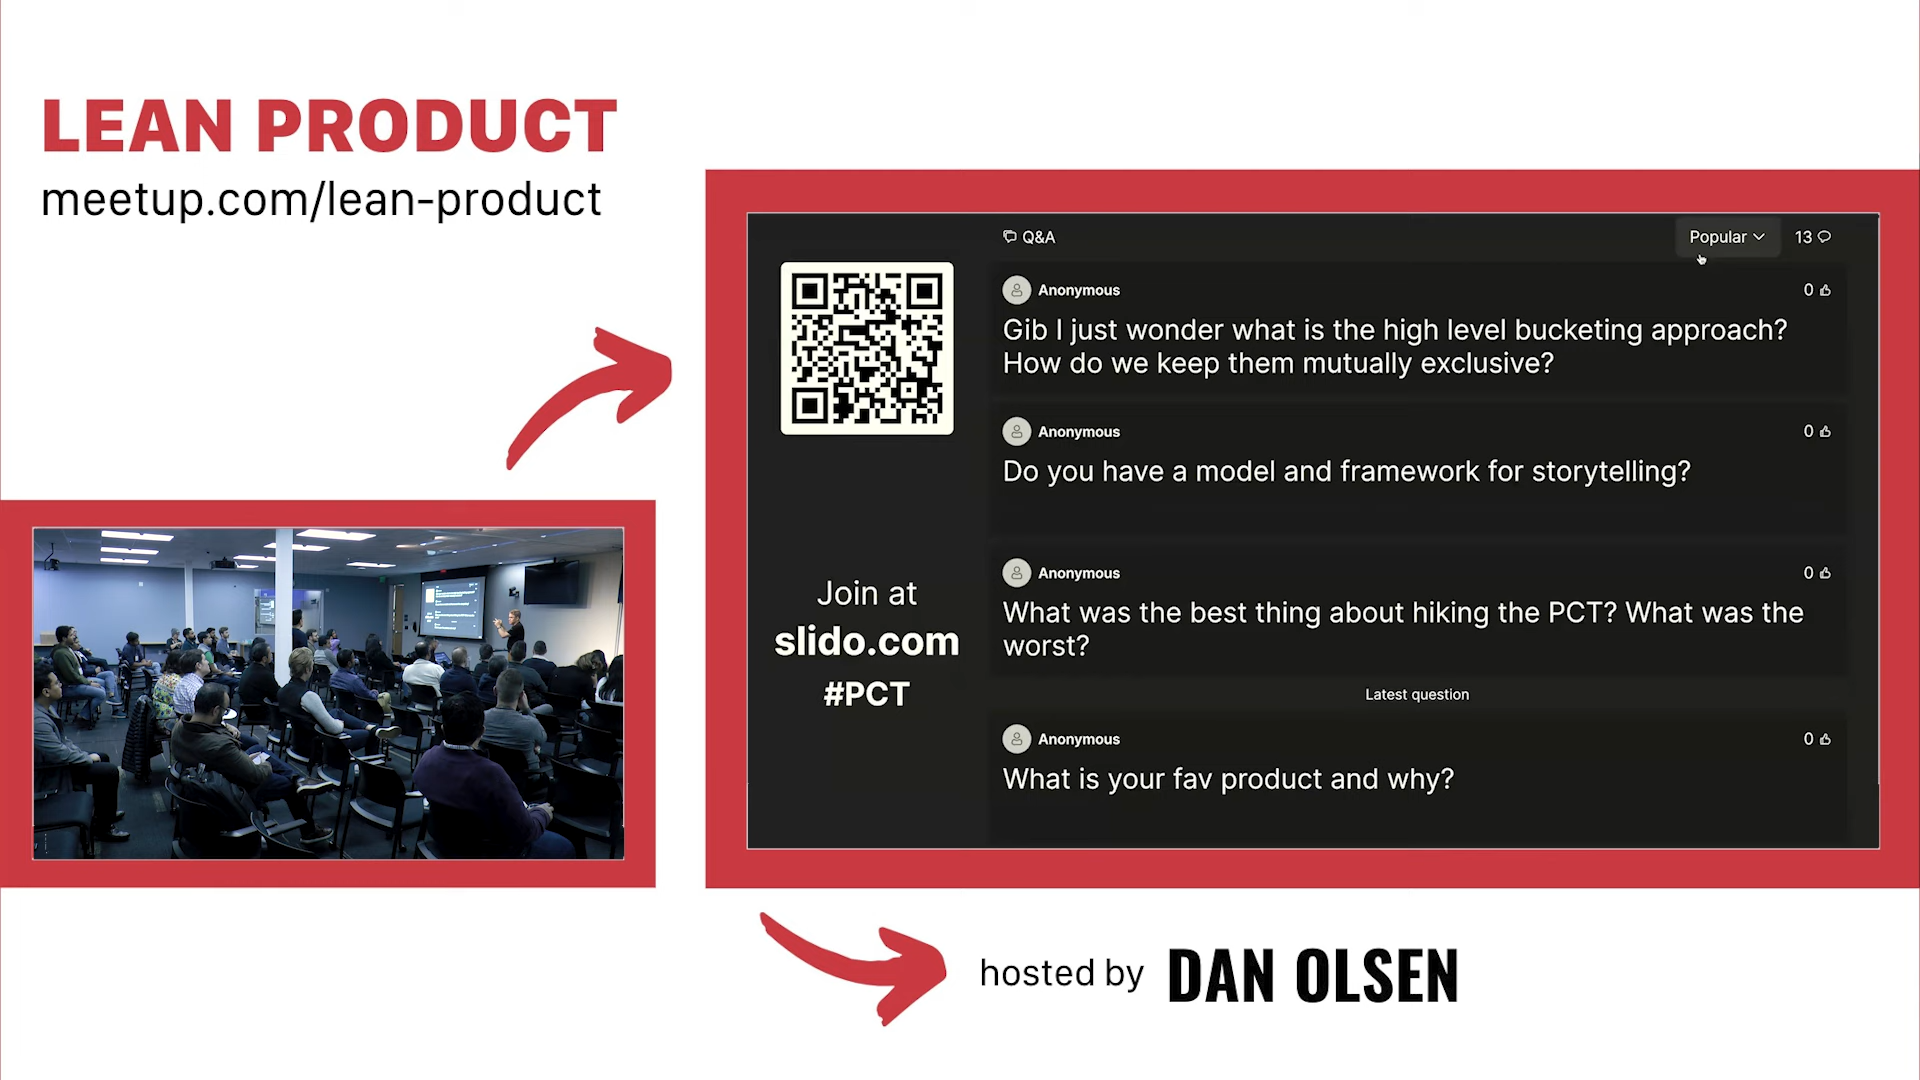 LEAN PRODUCT
meetup.com/lean-product
Q&A
Popular
13
Anonymous
0
Gib I just wonder what is the high level bucketing approach?
How do we keep them mutually exclusive?
Anonymous
0
Do you have a model and framework for storytelling?
Anonymous
0
What was the best thing about hiking the PCT? What was the
worst?
Latest question
Anonymous
0
What is your fav product and why?
Join at
slido.com
#PCT
hosted by DAN OLSEN